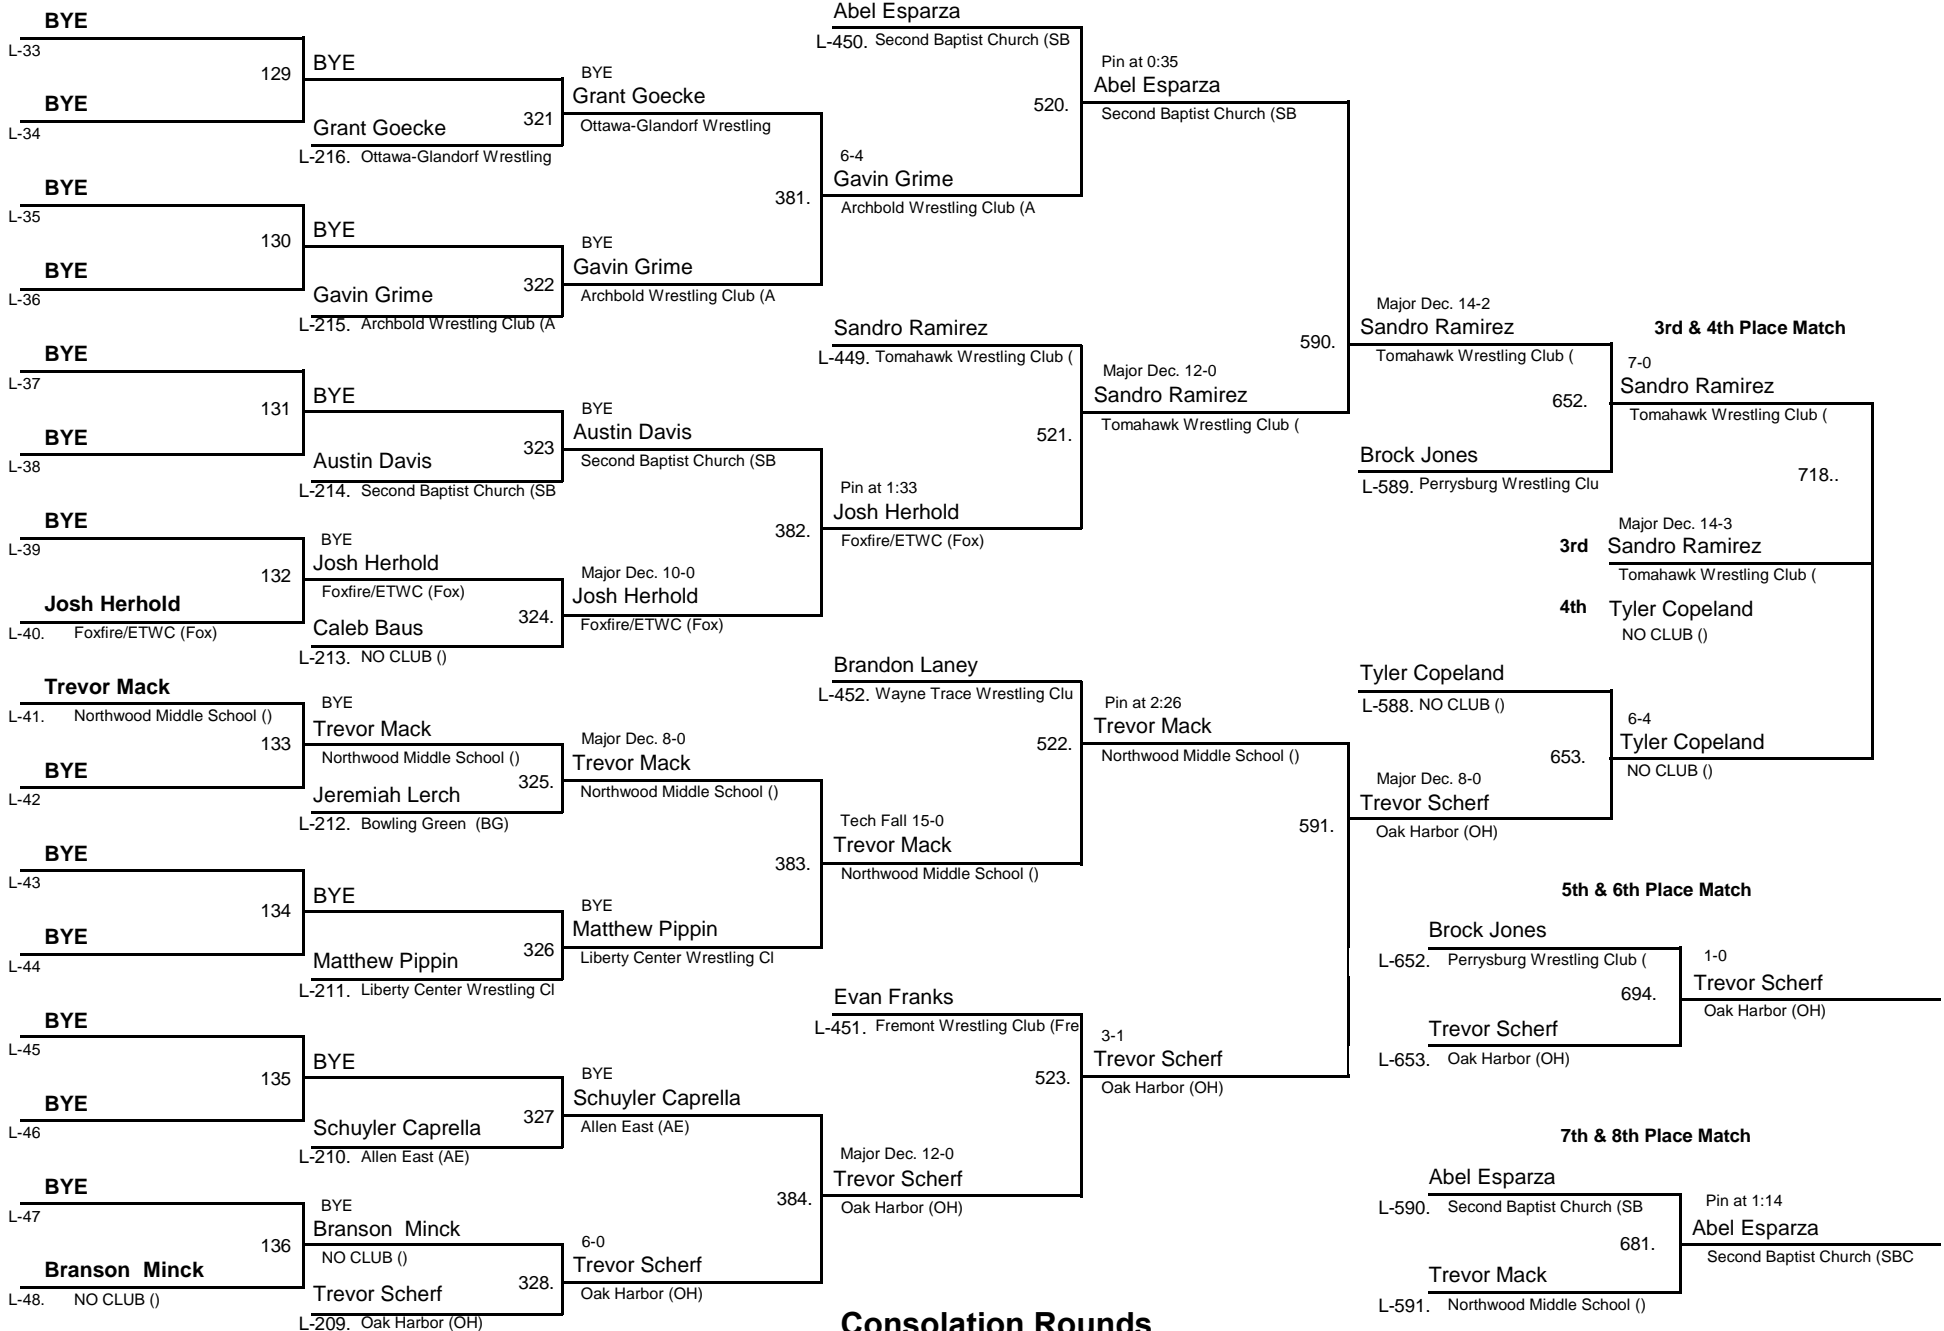 BYE
L-33
129
BYE
L-34
BYE
L-35
130
BYE
L-36
BYE
L-37
131
BYE
L-38
BYE
L-39
132
Josh Herhold
L-40. Foxfire/ETWC (Fox)
Trevor Mack
L-41. Northwood Middle School ()
133
BYE
L-42
BYE
L-43
134
BYE
L-44
BYE
L-45
135
BYE
L-46
BYE
L-47
136
Branson Minck
L-48. NO CLUB ()
BYE
321
Grant Goecke
L-216. Ottawa-Glandorf Wrestling
BYE
322
Gavin Grime
L-215. Archbold Wrestling Club (A
BYE
323
Austin Davis
L-214. Second Baptist Church (SB
BYE
Josh Herhold
Foxfire/ETWC (Fox)
324.
Caleb Baus
L-213. NO CLUB ()
BYE
Trevor Mack
Northwood Middle School ()
325.
Jeremiah Lerch
L-212. Bowling Green (BG)
BYE
326
Matthew Pippin
L-211. Liberty Center Wrestling Cl
BYE
327
Schuyler Caprella
L-210. Allen East (AE)
BYE
Branson Minck
NO CLUB ()
328.
Trevor Scherf
L-209. Oak Harbor (OH)
BYE
Grant Goecke
Ottawa-Glandorf Wrestling
381.
BYE
Gavin Grime
Archbold Wrestling Club (A
BYE
Austin Davis
Second Baptist Church (SB
382.
Major Dec. 10-0
Josh Herhold
Foxfire/ETWC (Fox)
Major Dec. 8-0
Trevor Mack
Northwood Middle School ()
383.
BYE
Matthew Pippin
Liberty Center Wrestling Cl
BYE
Schuyler Caprella
Allen East (AE)
384.
6-0
Trevor Scherf
Oak Harbor (OH)
Abel Esparza
L-450. Second Baptist Church (SB
520.
6-4
Gavin Grime
Archbold Wrestling Club (A
Sandro Ramirez
L-449. Tomahawk Wrestling Club (
521.
Pin at 1:33
Josh Herhold
Foxfire/ETWC (Fox)
Brandon Laney
L-452. Wayne Trace Wrestling Clu
522.
Tech Fall 15-0
Trevor Mack
Northwood Middle School ()
Evan Franks
L-451. Fremont Wrestling Club (Fre
523.
Major Dec. 12-0
Trevor Scherf
Oak Harbor (OH)
Pin at 0:35
Abel Esparza
Second Baptist Church (SB
590.
Major Dec. 12-0
Sandro Ramirez
Tomahawk Wrestling Club (
Pin at 2:26
Trevor Mack
Northwood Middle School ()
591.
3-1
Trevor Scherf
Oak Harbor (OH)
Major Dec. 14-2
Sandro Ramirez
Tomahawk Wrestling Club (
652.
Brock Jones
L-589. Perrysburg Wrestling Clu
Tyler Copeland
L-588. NO CLUB ()
653.
Major Dec. 8-0
Trevor Scherf
Oak Harbor (OH)
3rd & 4th Place Match
7-0
Sandro Ramirez
Tomahawk Wrestling Club (
718..
Major Dec. 14-3
3rd Sandro Ramirez
Tomahawk Wrestling Club (
4th Tyler Copeland
NO CLUB ()
6-4
Tyler Copeland
NO CLUB ()
5th & 6th Place Match
Brock Jones
L-652. Perrysburg Wrestling Club (
694.
Trevor Scherf
L-653. Oak Harbor (OH)
1-0
Trevor Scherf
Oak Harbor (OH)
7th & 8th Place Match
Abel Esparza
L-590. Second Baptist Church (SB
681.
Trevor Mack
L-591. Northwood Middle School ()
Pin at 1:14
Abel Esparza
Second Baptist Church (SBC
Consolation Rounds